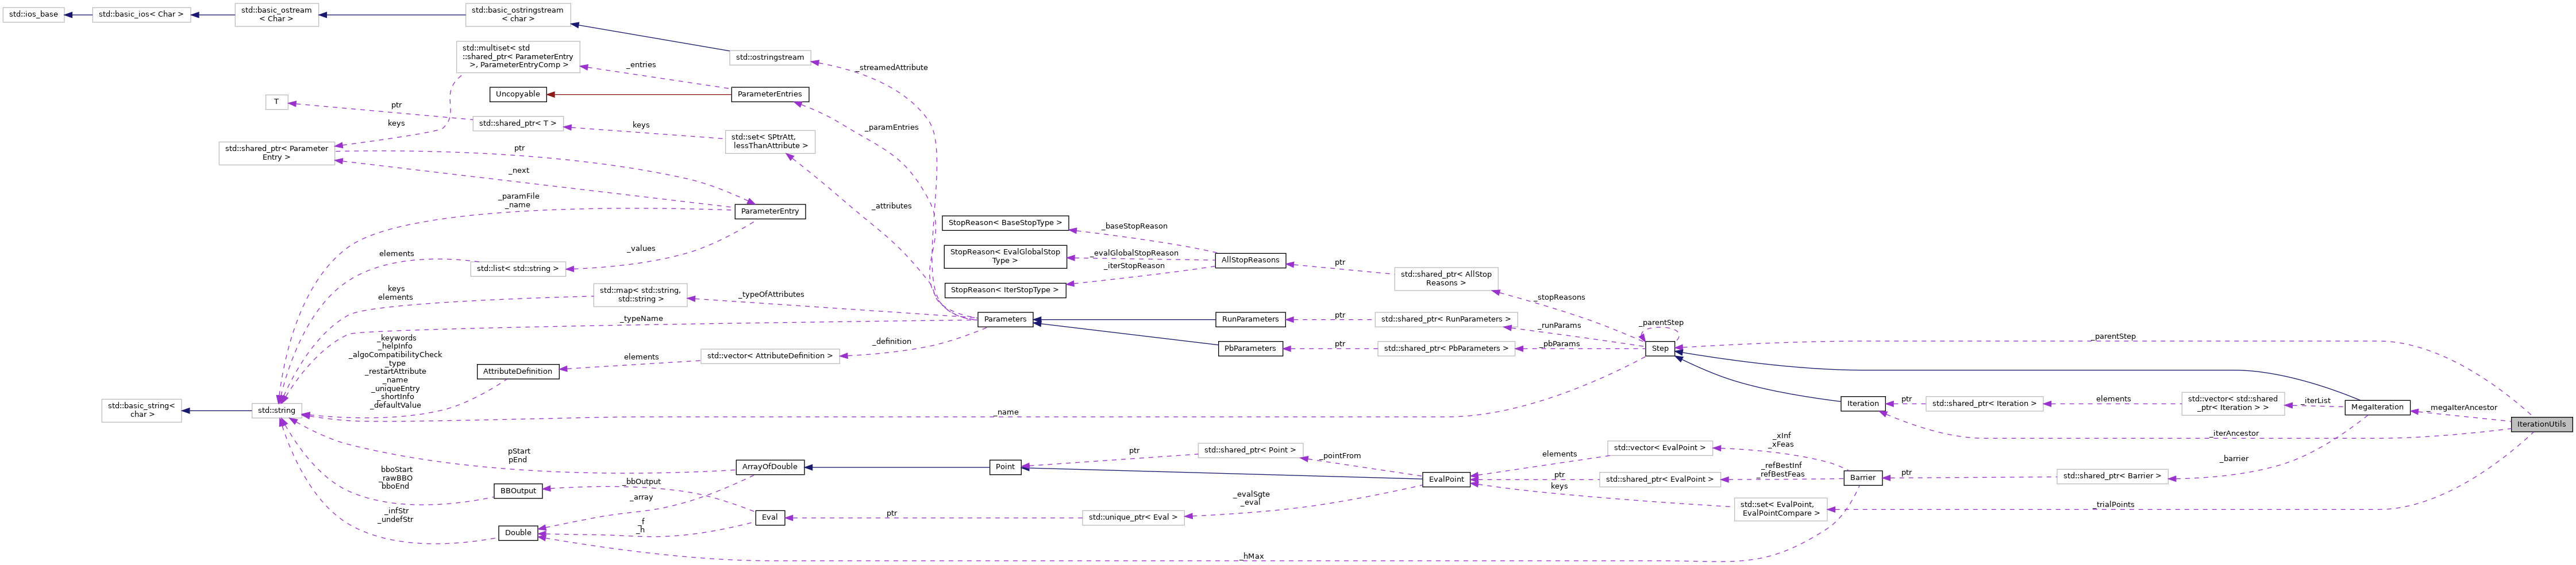 std::ios_base
std::basic_ios< Char >
std::basic_ostream
< Char >
std::basic_ostringstream
< char >
std::ostringstream
_streamedAttribute
std::multiset< std
::shared_ptr< ParameterEntry
>, ParameterEntryComp >
_entries
Uncopyable
ParameterEntries
_paramEntries
T
ptr
std::shared_ptr< T >
keys
keys
std::set< SPtrAtt,
lessThanAttribute >
_attributes
std::shared_ptr< Parameter
Entry >
ptr
_next
_paramFile
_name
ParameterEntry
_values
elements
std::list< std::string >
keys
elements
std::map< std::string,
std::string >
_typeOfAttributes
_typeName
Parameters
_definition
_keywords
_helpInfo
_algoCompatibilityCheck
_type
_restartAttribute
_name
_uniqueEntry
_shortInfo
_defaultValue
AttributeDefinition
elements
std::vector< AttributeDefinition >
std::basic_string<
char >
std::string
_name
StopReason< BaseStopType >
_baseStopReason
StopReason< EvalGlobalStop
Type >
_evalGlobalStopReason
_iterStopReason
StopReason< IterStopType >
AllStopReasons
ptr
std::shared_ptr< AllStop
Reasons >
_stopReasons
RunParameters
ptr
std::shared_ptr< RunParameters >
_runParams
PbParameters
ptr
std::shared_ptr< PbParameters >
_pbParams
_parentStep
Step
_parentStep
Iteration
ptr
std::shared_ptr< Iteration >
elements
std::vector< std::shared
_ptr< Iteration > >
_iterList
MegaIteration
_megaIterAncestor
IterationUtils
_iterAncestor
pStart
pEnd
ArrayOfDouble
Point
ptr
std::shared_ptr< Point >
_pointFrom
EvalPoint
elements
std::vector< EvalPoint >
_xInf
_xFeas
ptr
std::shared_ptr< EvalPoint >
_refBestInf
_refBestFeas
keys
std::set< EvalPoint,
EvalPointCompare >
Barrier
ptr
std::shared_ptr< Barrier >
_barrier
_trialPoints
bboStart
_rawBBO
bboEnd
BBOutput
_bbOutput
_array
_infStr
_undefStr
Double
_f
_h
Eval
ptr
std::unique_ptr< Eval >
_evalSgte
_eval
_hMax